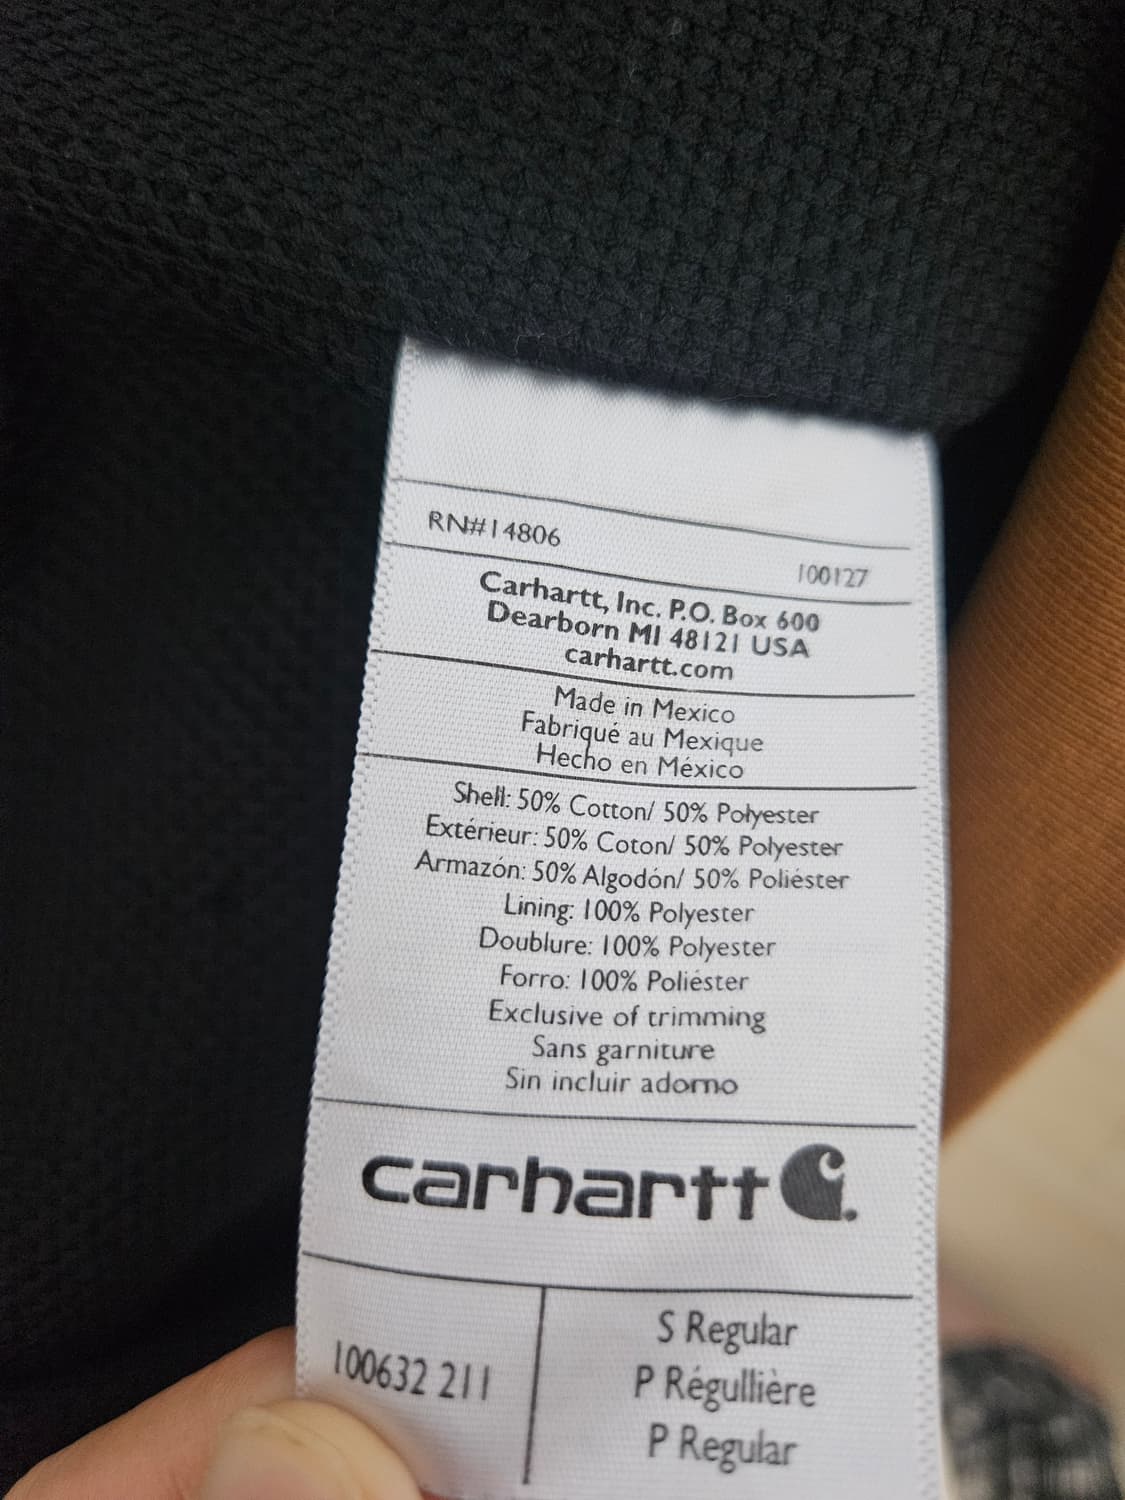 RN#14806
100127
Carhartt, Inc. P.O. Box 600
Dearborn MI 48121 USA
carhartt.com
Made in Mexico
Fabriqué au Mexique
Hecho en México
Shell: 50% Cotton/ 50% Polyester
Extérieur: 50% Coton/ 50% Polyester
Armazón: 50% Algodón/ 50% Poliéster
Lining: 100% Polyester
Doublure: 100% Polyester
Forro: 100% Poliéster
Exclusive of trimming
Sans garniture
Sin incluir adorno
carhartt
100632 211
S Regular
P Régullière
P Regular